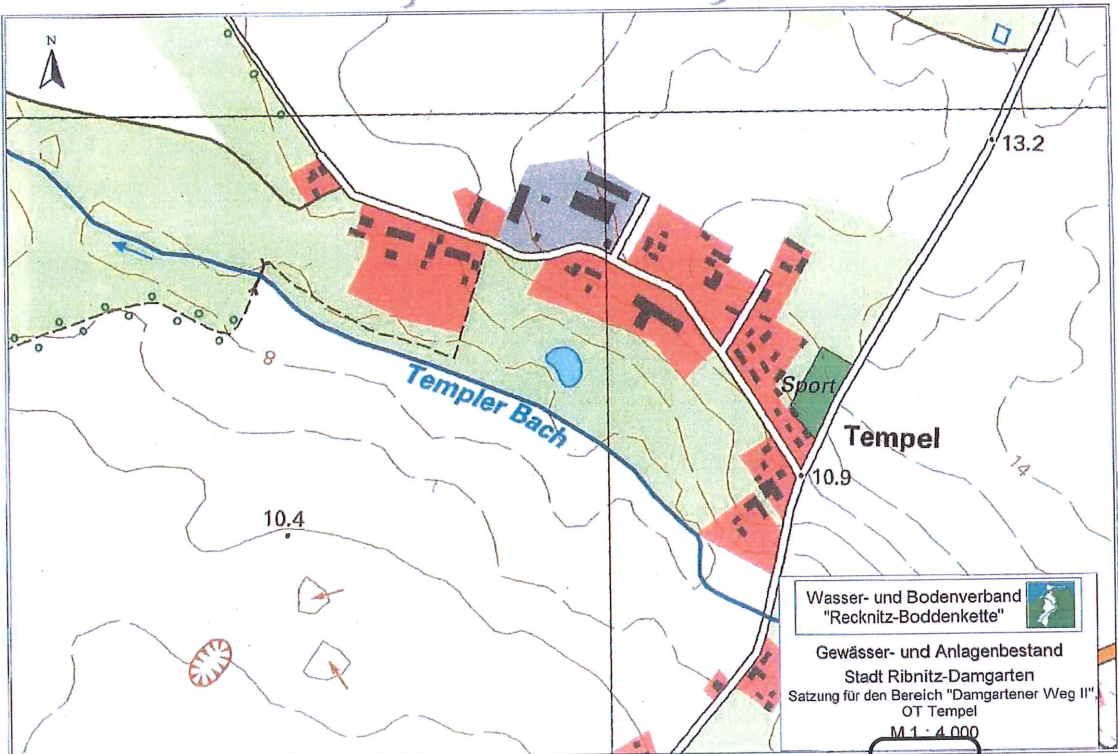 N
13.2
8
Templer Bach
Sport
Tempel
14
10.9
10.4
Wasser- und Bodenverband
"Recknitz-Boddenkette"
Gewässer- und Anlagenbestand
Stadt Ribnitz-Damgarten
Satzung für den Bereich "Damgartener Weg II",
OT Tempel
M 1 : 4 000